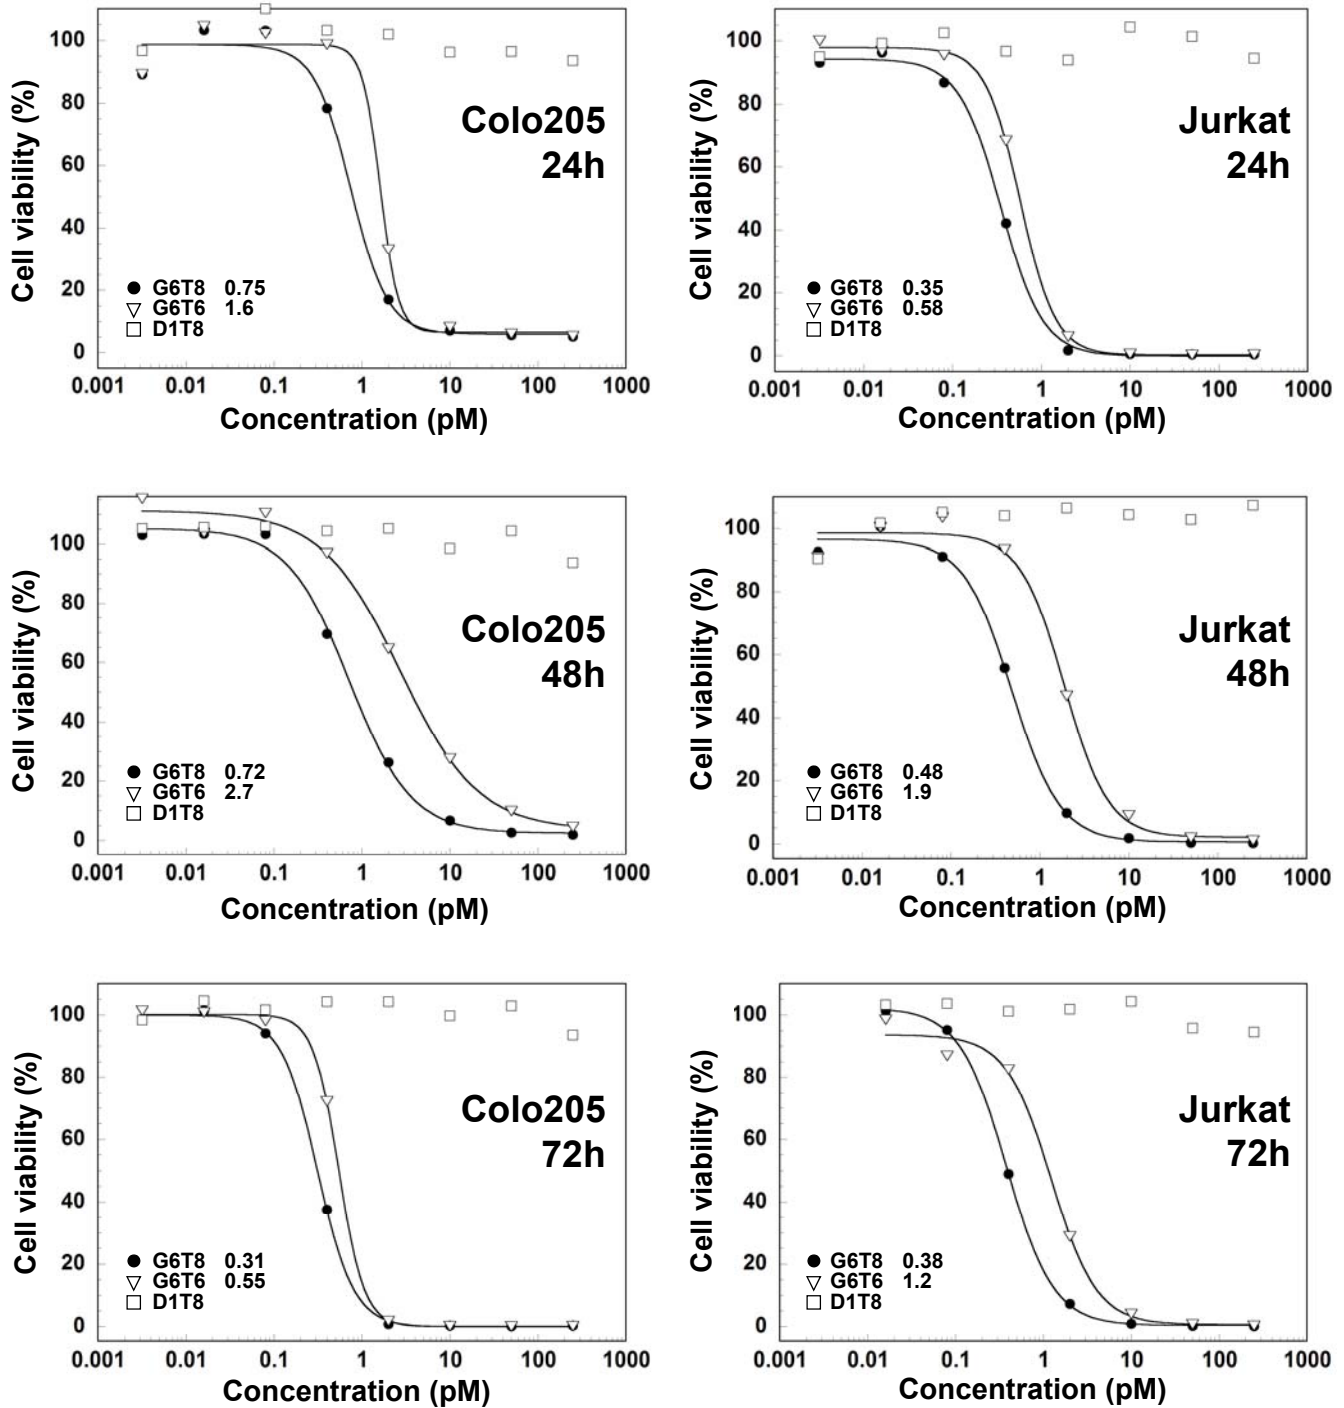 Cell viability (%)
100
80
60
40
20
0
Colo205
24h
G6T8 0.75
G6T6 1.6
D1T8
0.001 0.01 0.1 1 10 100 1000
Concentration (pM)
Cell viability (%)
100
80
60
40
20
0
Jurkat
24h
G6T8 0.35
G6T6 0.58
D1T8
0.001 0.01 0.1 1 10 100 1000
Concentration (pM)
Cell viability (%)
100
80
60
40
20
0
Colo205
48h
G6T8 0.72
G6T6 2.7
D1T8
0.001 0.01 0.1 1 10 100 1000
Concentration (pM)
Cell viability (%)
100
80
60
40
20
0
Jurkat
48h
G6T8 0.48
G6T6 1.9
D1T8
0.001 0.01 0.1 1 10 100 1000
Concentration (pM)
Cell viability (%)
100
80
60
40
20
0
Colo205
72h
G6T8 0.31
G6T6 0.55
D1T8
0.001 0.01 0.1 1 10 100 1000
Concentration (pM)
Cell viability (%)
100
80
60
40
20
0
Jurkat
72h
G6T8 0.38
G6T6 1.2
D1T8
0.001 0.01 0.1 1 10 100 1000
Concentration (pM)